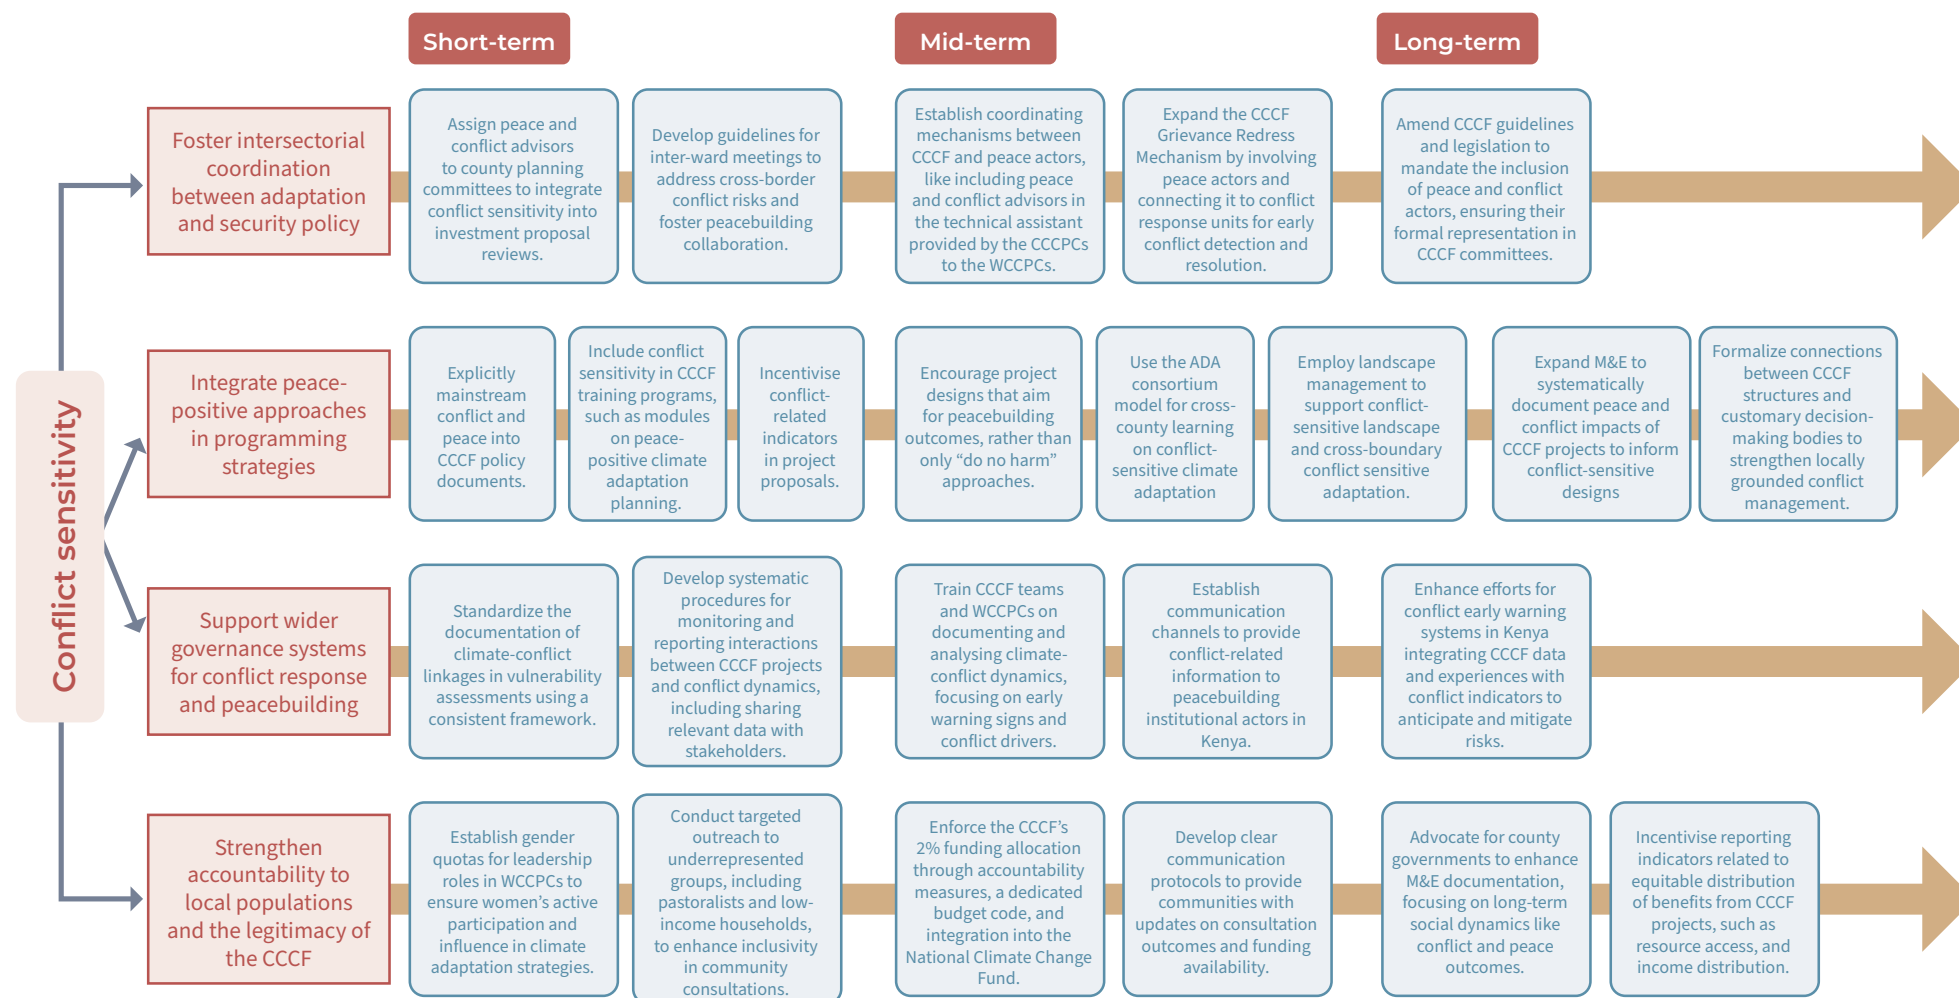 Short-term
Mid-term
Long-term
Conflict sensitivity
Foster intersectorial
coordination
between adaptation
and security policy
Assign peace and
conflict advisors
to county planning
committees to integrate
conflict sensitivity into
investment proposal
reviews.
Develop guidelines for
inter-ward meetings to
address cross-border
conflict risks and
foster peacebuilding
collaboration.
Establish coordinating
mechanisms between
CCCF and peace actors,
like including peace
and conflict advisors in
the technical assistant
provided by the CCCPCs
to the WCCPCs.
Expand the CCCF
Grievance Redress
Mechanism by involving
peace actors and
connecting it to conflict
response units for early
conflict detection and
resolution.
Amend CCCF guidelines
and legislation to
mandate the inclusion
of peace and conflict
actors, ensuring their
formal representation in
CCCF committees.
Integrate peace-
positive approaches
in programming
strategies
Explicitly
mainstream
conflict and
peace into
CCCF policy
documents.
Include conflict
sensitivity in CCCF
training programs,
such as modules
on peace-
positive climate
adaptation
planning.
Incentivise
conflict-
related
indicators
in project
proposals.
Encourage project
designs that aim
for peacebuilding
outcomes, rather than
only “do no harm”
approaches.
Use the ADA
consortium
model for cross-
county learning
on conflict-
sensitive climate
adaptation
Employ landscape
management to
support conflict-
sensitive landscape
and cross-boundary
conflict sensitive
adaptation.
Expand M&E to
systematically
document peace and
conflict impacts of
CCCF projects to inform
conflict-sensitive
designs
Formalize connections
between CCCF
structures and
customary decision-
making bodies to
strengthen locally
grounded conflict
management.
Support wider
governance systems
for conflict response
and peacebuilding
Standardize the
documentation of
climate-conflict
linkages in vulnerability
assessments using a
consistent framework.
Develop systematic
procedures for
monitoring and
reporting interactions
between CCCF projects
and conflict dynamics,
including sharing
relevant data with
stakeholders.
Train CCCF teams
and WCCPCs on
documenting and
analysing climate-
conflict dynamics,
focusing on early
warning signs and
conflict drivers.
Establish
communication
channels to provide
conflict-related
information to
peacebuilding
institutional actors in
Kenya.
Enhance efforts for
conflict early warning
systems in Kenya
integrating CCCF data
and experiences with
conflict indicators to
anticipate and mitigate
risks.
Strengthen
accountability to
local populations
and the legitimacy of
the CCCF
Establish gender
quotas for leadership
roles in WCCPCs to
ensure women’s active
participation and
influence in climate
adaptation strategies.
Conduct targeted
outreach to
underrepresented
groups, including
pastoralists and low-
income households,
to enhance inclusivity
in community
consultations.
Enforce the CCCF’s
2% funding allocation
through accountability
measures, a dedicated
budget code, and
integration into the
National Climate Change
Fund.
Develop clear
communication
protocols to provide
communities with
updates on consultation
outcomes and funding
availability.
Advocate for county
governments to enhance
M&E documentation,
focusing on long-term
social dynamics like
conflict and peace
outcomes.
Incentivise reporting
indicators related to
equitable distribution
of benefits from CCCF
projects, such as
resource access, and
income distribution.